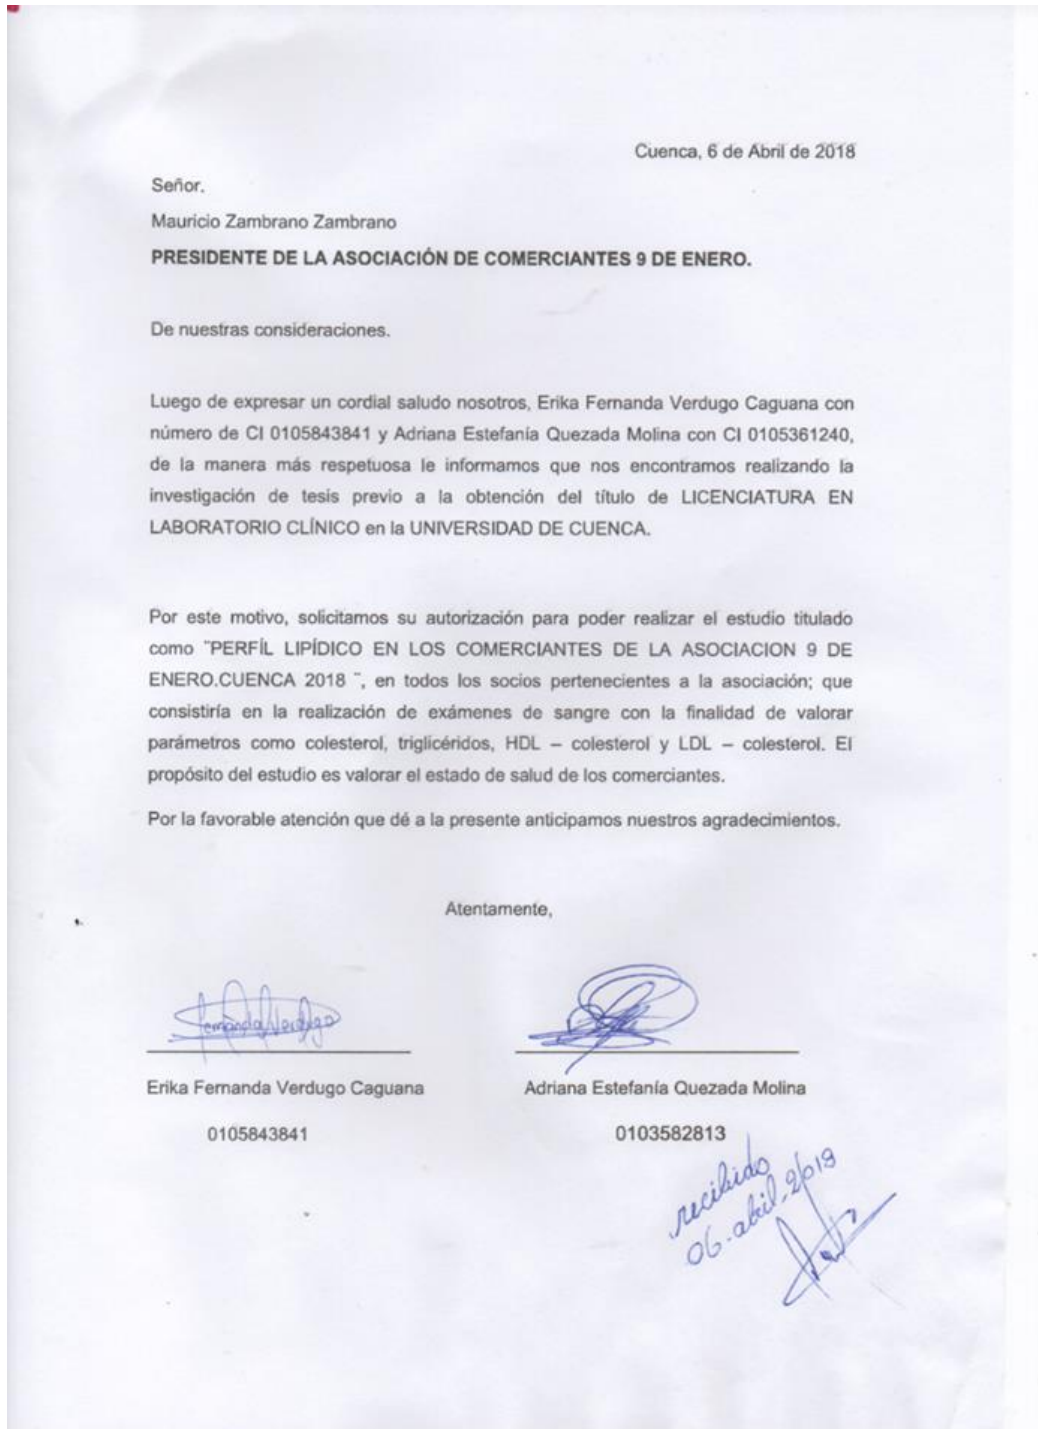 Cuenca, 6 de Abril de 2018
Señor.
Mauricio Zambrano Zambrano
PRESIDENTE DE LA ASOCIACIÓN DE COMERCIANTES 9 DE ENERO.
De nuestras consideraciones.
Luego de expresar un cordial saludo nosotros, Erika Fernanda Verdugo Caguana con
número de CI 0105843841 y Adriana Estefanía Quezada Molina con CI 0105361240,
de la manera más respetuosa le informamos que nos encontramos realizando la
investigación de tesis previo a la obtención del título de LICENCIATURA EN
LABORATORIO CLÍNICO en la UNIVERSIDAD DE CUENCA.
Por este motivo, solicitamos su autorización para poder realizar el estudio titulado
como ¨PERFÍL LIPÍDICO EN LOS COMERCIANTES DE LA ASOCIACION 9 DE
ENERO.CUENCA 2018 ¨, en todos los socios pertenecientes a la asociación; que
consistiría en la realización de exámenes de sangre con la finalidad de valorar
parámetros como colesterol, triglicéridos, HDL – colesterol y LDL – colesterol. El
propósito del estudio es valorar el estado de salud de los comerciantes.
Por la favorable atención que dé a la presente anticipamos nuestros agradecimientos.
Atentamente,
Fernanda Verdugo
Erika Fernanda Verdugo Caguana
Adriana Estefanía Quezada Molina
0105843841
0103582813
recibido
06-abril, 2018